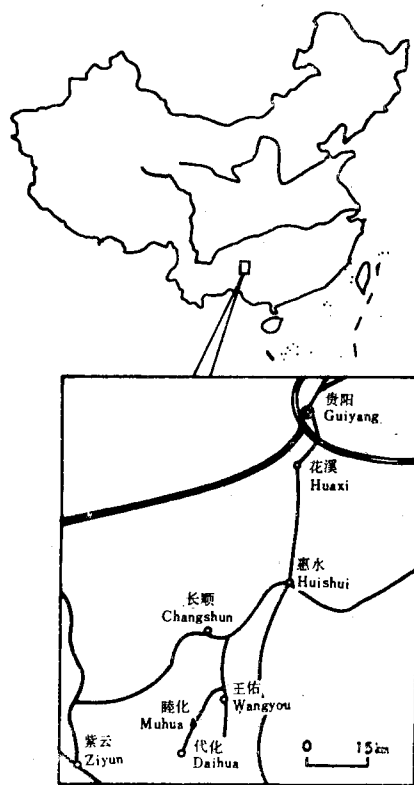 贵阳
Guiyang
花溪
Huaxi
惠水
Huishui
长顺
Changshun
王佑
Wangyou
睦化
Muhua
紫云
Ziyun
代化
Daihua
0 15km